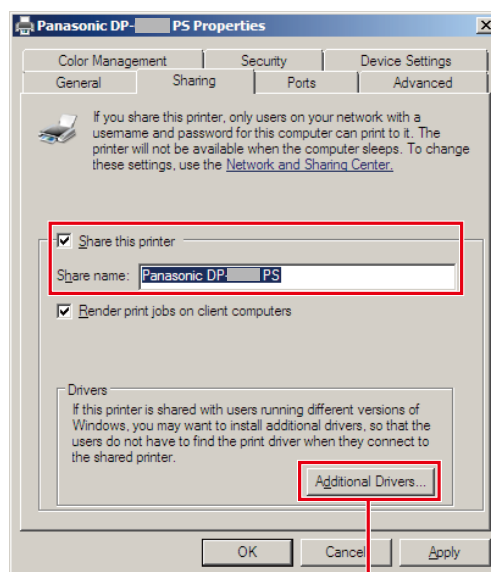 Panasonic DP- PS Properties
Color Management Security Device Settings
General Sharing Ports Advanced
If you share this printer, only users on your network with a
username and password for this computer can print to it. The
printer will not be available when the computer sleeps. To change
these settings, use the Network and Sharing Center.
Share this printer
Share name: Panasonic DP- PS
Render print jobs on client computers
Drivers
If this printer is shared with users running different versions of
Windows, you may want to install additional drivers, so that the
users do not have to find the print driver when they connect to
the shared printer.
Additional Drivers...
OK Cancel Apply